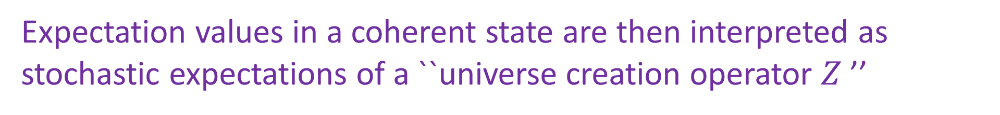 Expectation values in a coherent state are then interpreted as
stochastic expectations of a ``universe creation operator Z ’’